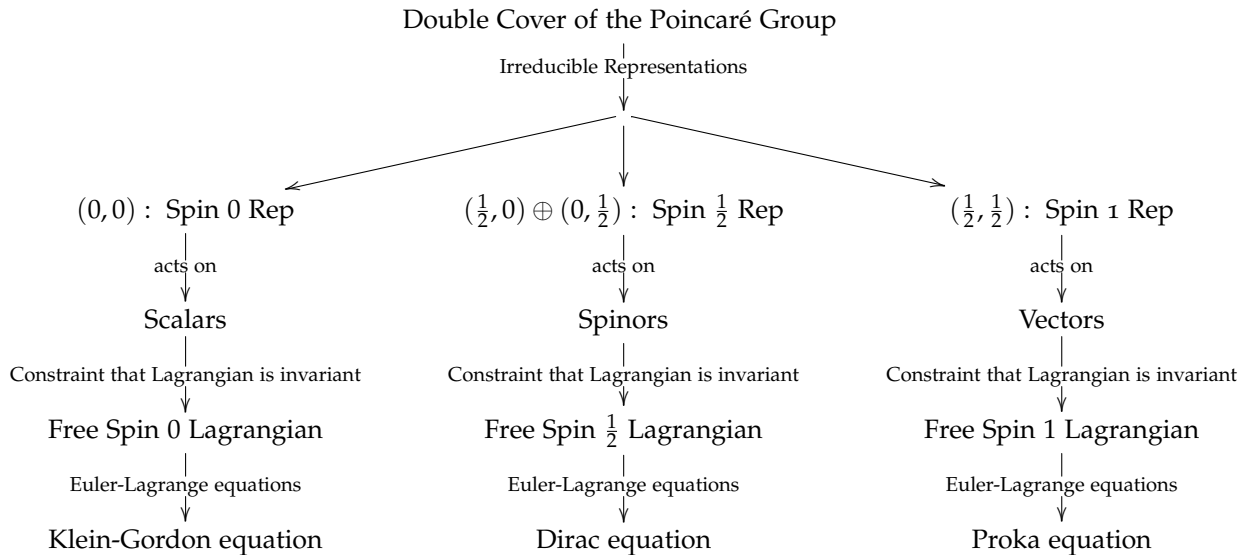 Double Cover of the Poincaré Group
Irreducible Representations
(0, 0) : Spin 0 Rep
(1/2, 0) ⊕ (0, 1/2) : Spin 1/2 Rep
(1/2, 1/2) : Spin 1 Rep
acts on
acts on
acts on
Scalars
Spinors
Vectors
Constraint that Lagrangian is invariant
Constraint that Lagrangian is invariant
Constraint that Lagrangian is invariant
Free Spin 0 Lagrangian
Free Spin 1/2 Lagrangian
Free Spin 1 Lagrangian
Euler-Lagrange equations
Euler-Lagrange equations
Euler-Lagrange equations
Klein-Gordon equation
Dirac equation
Proka equation